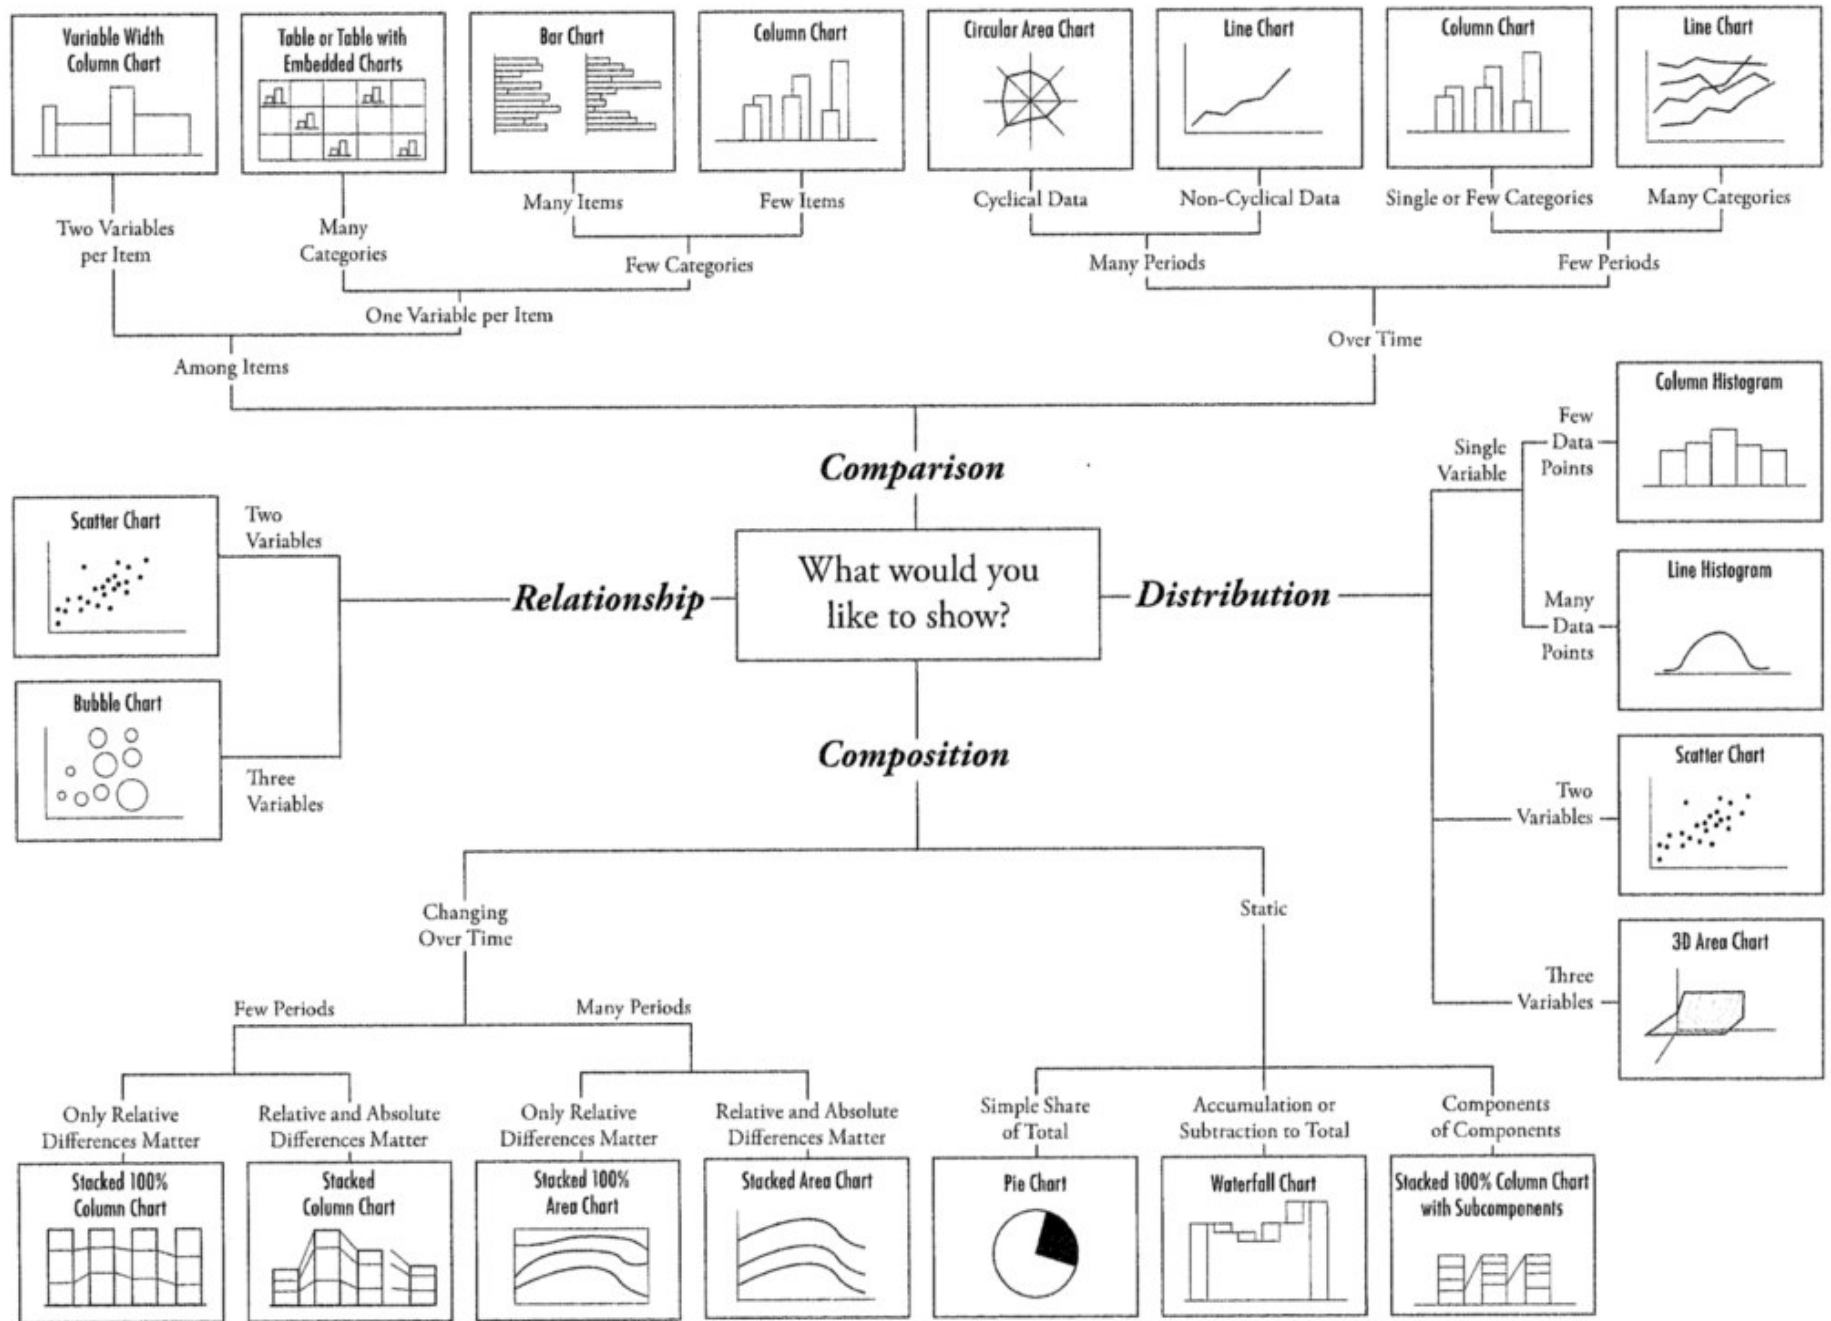 Variable Width
Column Chart
Table or Table with
Embedded Charts
Bar Chart
Column Chart
Circular Area Chart
Line Chart
Column Chart
Line Chart
Two Variables
per Item
Many
Categories
Many Items
Few Items
Cyclical Data
Non-Cyclical Data
Single or Few Categories
Many Categories
Few Categories
Many Periods
Few Periods
One Variable per Item
Among Items
Over Time
Comparison
Relationship
What would you
like to show?
Distribution
Composition
Scatter Chart
Two
Variables
Bubble Chart
Three
Variables
Single
Variable
Few
Data
Points
Column Histogram
Many
Data
Points
Line Histogram
Two
Variables
Scatter Chart
Three
Variables
3D Area Chart
Changing
Over Time
Static
Few Periods
Many Periods
Only Relative
Differences Matter
Relative and Absolute
Differences Matter
Only Relative
Differences Matter
Relative and Absolute
Differences Matter
Simple Share
of Total
Accumulation or
Subtraction to Total
Components
of Components
Stacked 100%
Column Chart
Stacked
Column Chart
Stacked 100%
Area Chart
Stacked Area Chart
Pie Chart
Waterfall Chart
Stacked 100% Column Chart
with Subcomponents